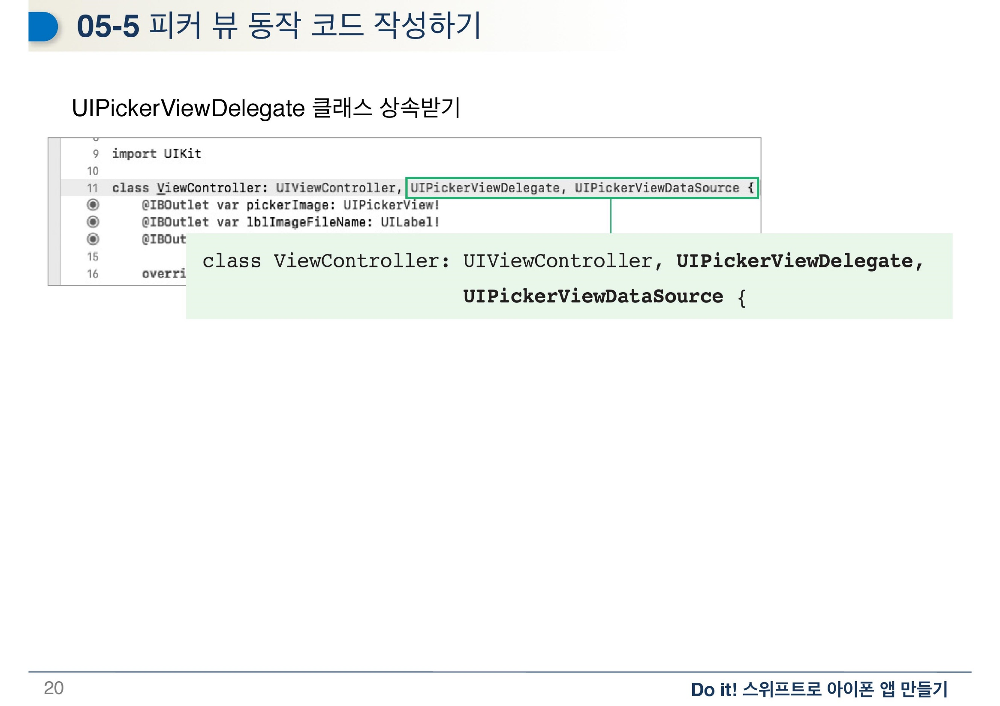 05-5 피커 뷰 동작 코드 작성하기
UIPickerViewDelegate 클래스 상속받기
9 import UIKit
10
11 class ViewController: UIViewController, UIPickerViewDelegate, UIPickerViewDataSource {
@IBOutlet var pickerImage: UIPickerView!
@IBOutlet var lblImageFileName: UILabel!
@IBOut
15
16 overri
class ViewController: UIViewController, UIPickerViewDelegate,
UIPickerViewDataSource {
20
Do it! 스위프트로 아이폰 앱 만들기